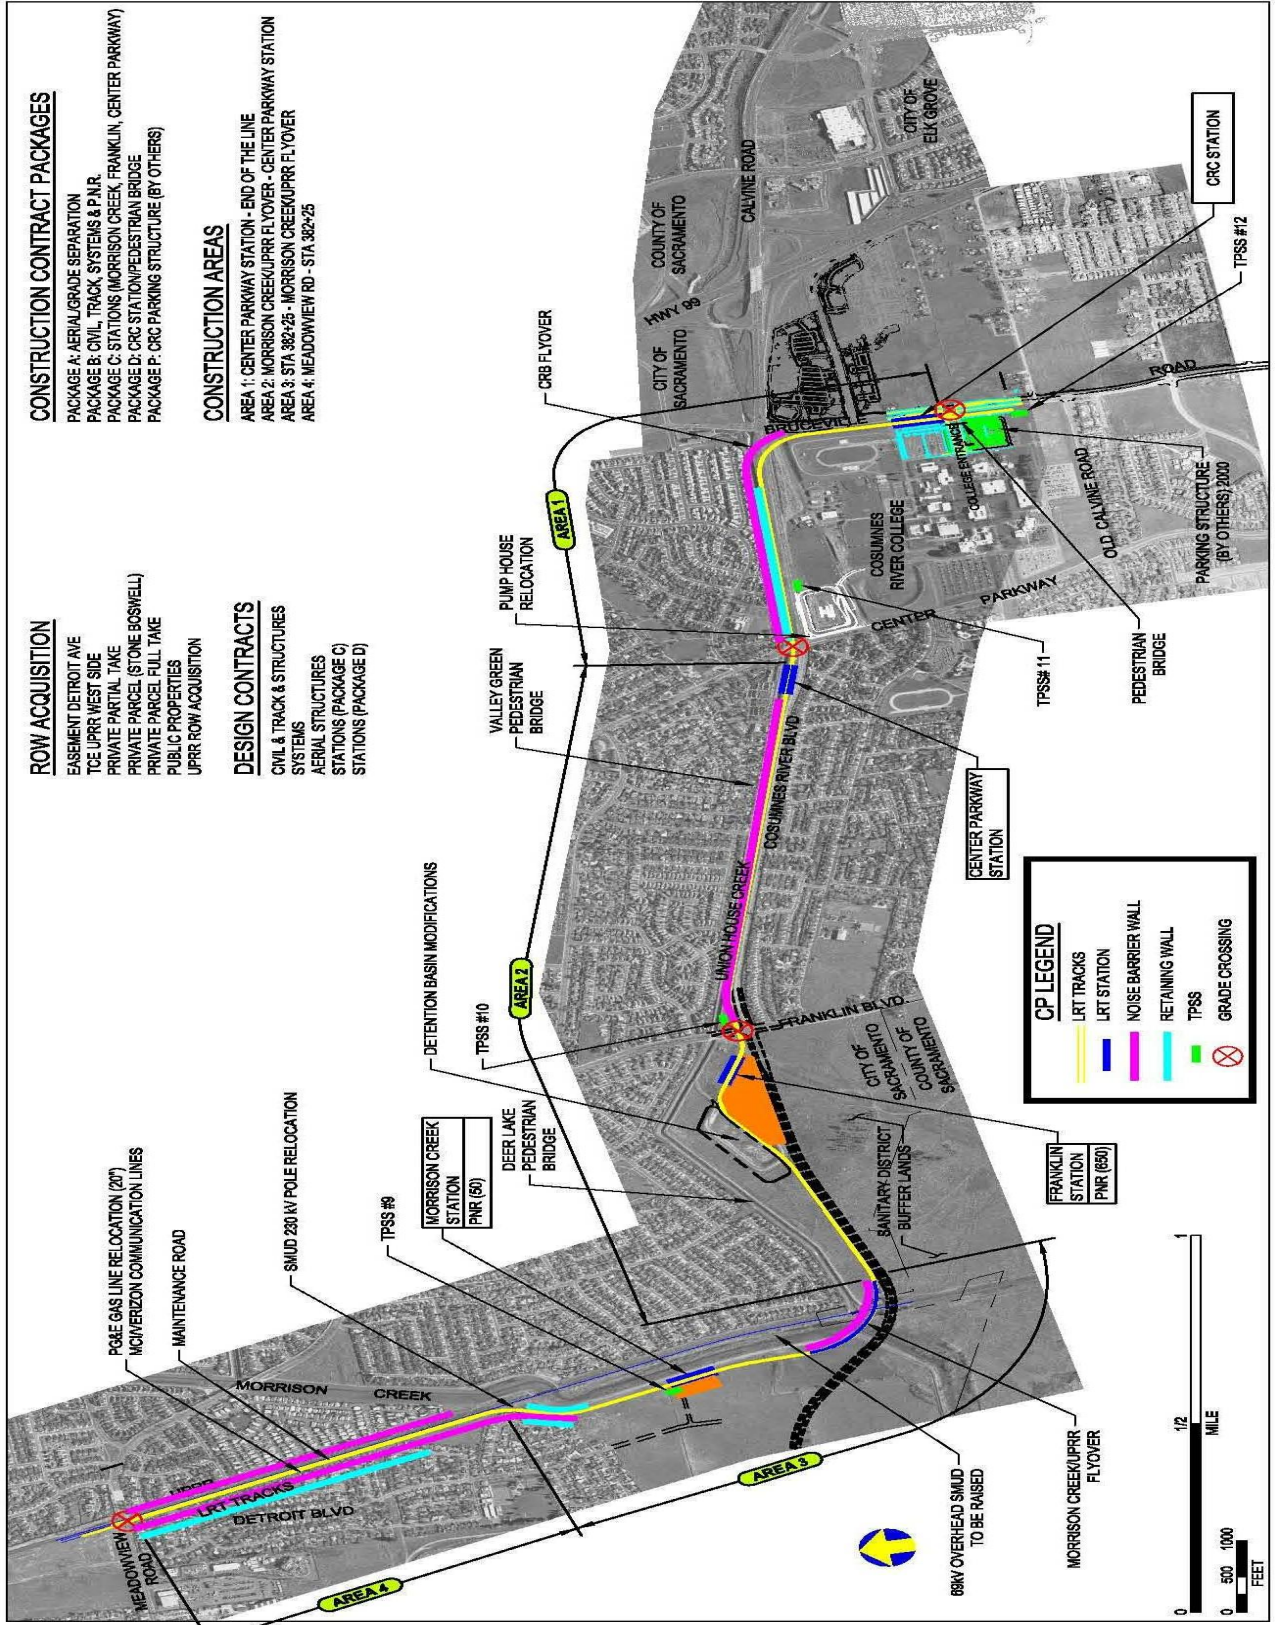 CONSTRUCTION CONTRACT PACKAGES
PACKAGE A: AERIAL/GRADE SEPARATION
PACKAGE B: CIVIL, TRACK, SYSTEMS & P.N.R.
PACKAGE C: STATIONS (MORRISON CREEK, FRANKLIN, CENTER PARKWAY)
PACKAGE D: CRC STATION/PEDESTRIAN BRIDGE
PACKAGE P: CRC PARKING STRUCTURE (BY OTHERS)
CONSTRUCTION AREAS
AREA 1: CENTER PARKWAY STATION - END OF THE LINE
AREA 2: MORRISON CREEK/UPRR FLYOVER - CENTER PARKWAY STATION
AREA 3: STA 382+25 - MORRISON CREEK/UPRR FLYOVER
AREA 4: MEADOWVIEW RD - STA 382+25
ROW ACQUISITION
EASEMENT DETROIT AVE
TCE UPRR WEST SIDE
PRIVATE PARTIAL TAKE
PRIVATE PARCEL (STONE BOSWELL)
PRIVATE PARCEL FULL TAKE
PUBLIC PROPERTIES
UPRR ROW ACQUISITION
DESIGN CONTRACTS
CIVIL & TRACK & STRUCTURES
SYSTEMS
AERIAL STRUCTURES
STATIONS (PACKAGE C)
STATIONS (PACKAGE D)
PG&E GAS LINE RELOCATION (20")
MCI/VERIZON COMMUNICATION LINES
MAINTENANCE ROAD
SMUD 230 kV POLE RELOCATION
TPSS #9
MORRISON CREEK
STATION
PNR (50)
DEER LAKE
PEDESTRIAN
BRIDGE
TPSS #10
DETENTION BASIN MODIFICATIONS
VALLEY GREEN
PEDESTRIAN
BRIDGE
PUMP HOUSE
RELOCATION
CRB FLYOVER
AREA 1
AREA 2
AREA 3
AREA 4
MEADOWVIEW
ROAD
UPRR
LRT TRACKS
DETROIT BLVD
MORRISON CREEK
UNION HOUSE CREEK
COSUMNES RIVER BLVD
FRANKLIN BLVD.
CITY OF
SACRAMENTO
COUNTY OF
SACRAMENTO
SANITARY DISTRICT
BUFFER LANDS
CENTER PARKWAY
COSUMNES
RIVER COLLEGE
COLLEGE ENTRANCE
ROAD
OLD CALVINE ROAD
CITY OF
SACRAMENTO
HWY 99
COUNTY OF
SACRAMENTO
CALVINE ROAD
CITY OF
ELK GROVE
CRC STATION
TPSS #12
PARKING STRUCTURE
(BY OTHERS) 2000
PEDESTRIAN
BRIDGE
TPSS# 11
CENTER PARKWAY
STATION
FRANKLIN
STATION
PNR (650)
MORRISON CREEK/UPRR
FLYOVER
69kV OVERHEAD SMUD
TO BE RAISED
CP LEGEND
LRT TRACKS
LRT STATION
NOISE BARRIER WALL
RETAINING WALL
TPSS
GRADE CROSSING
0 1/2 1
MILE
0 500 1000
FEET